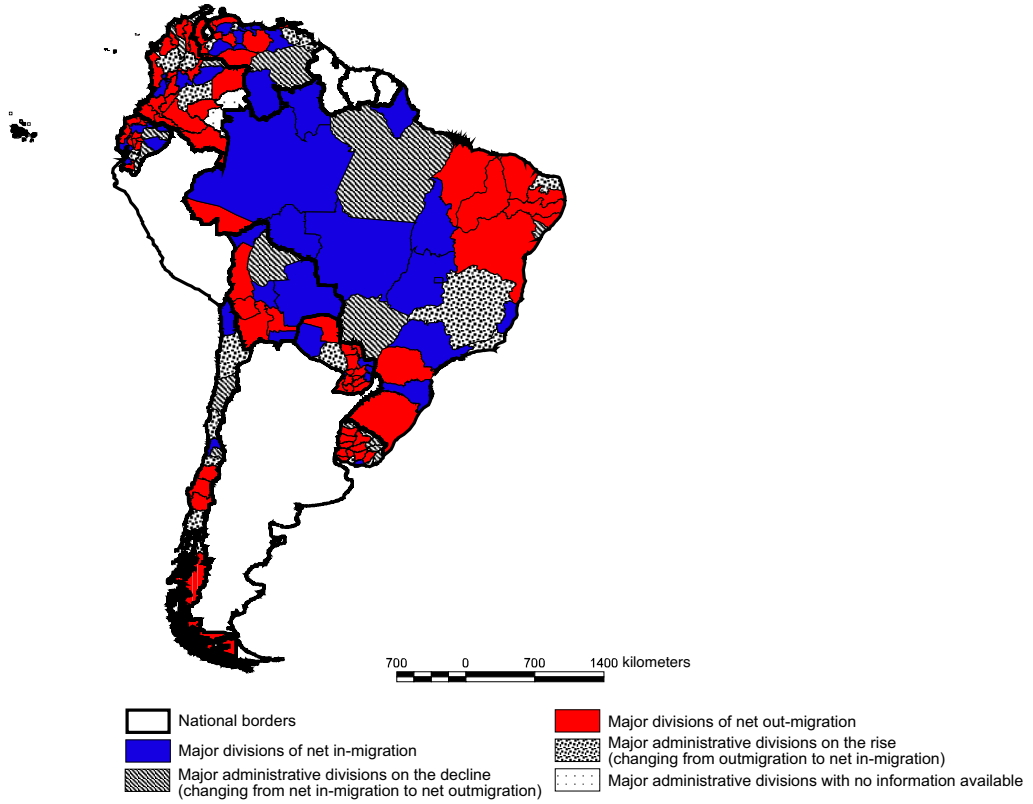 700 0 700 1400 kilometers
National borders
Major divisions of net in-migration
Major administrative divisions on the decline
(changing from net in-migration to net outmigration)
Major divisions of net out-migration
Major administrative divisions on the rise
(changing from outmigration to net in-migration)
Major administrative divisions with no information available